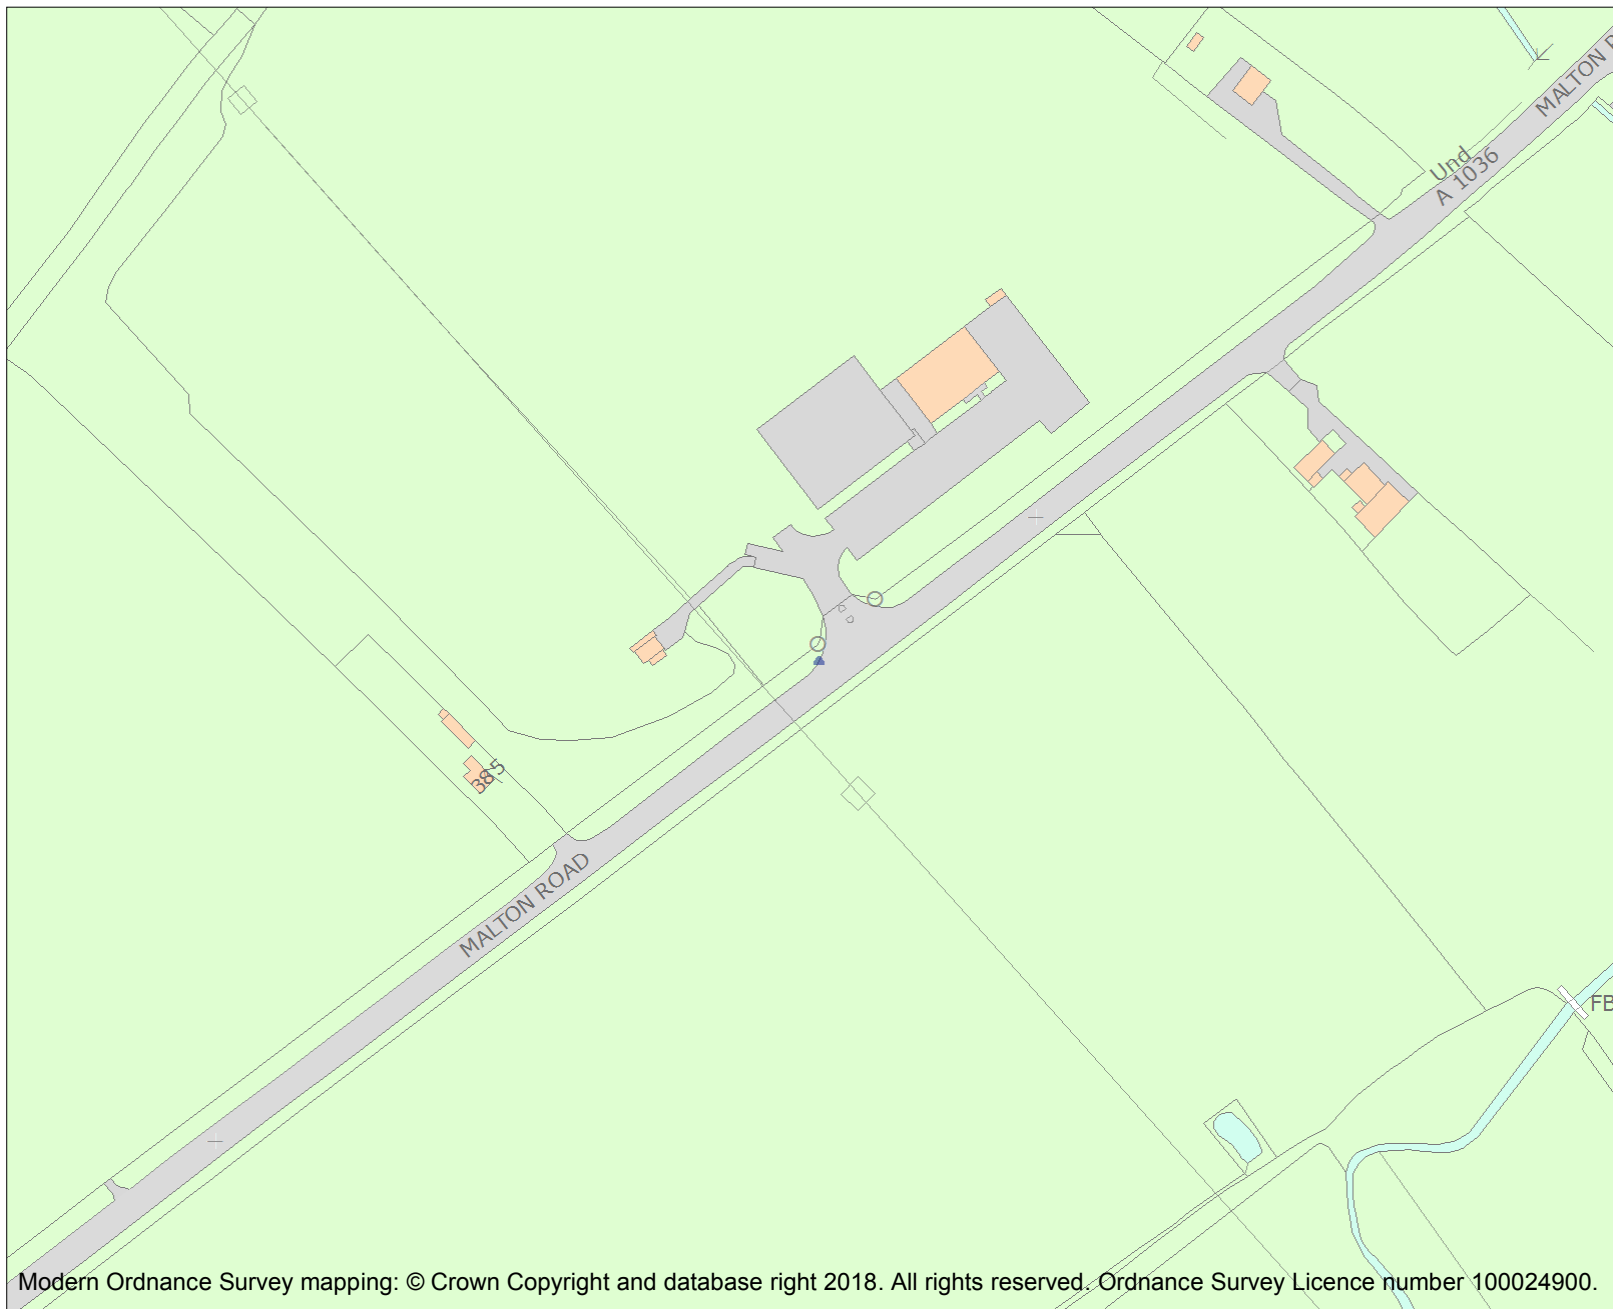 MALTON R
Und
A 1036
385
MALTON ROAD
FB
Modern Ordnance Survey mapping: © Crown Copyright and database right 2018. All rights reserved. Ordnance Survey Licence number 100024900.